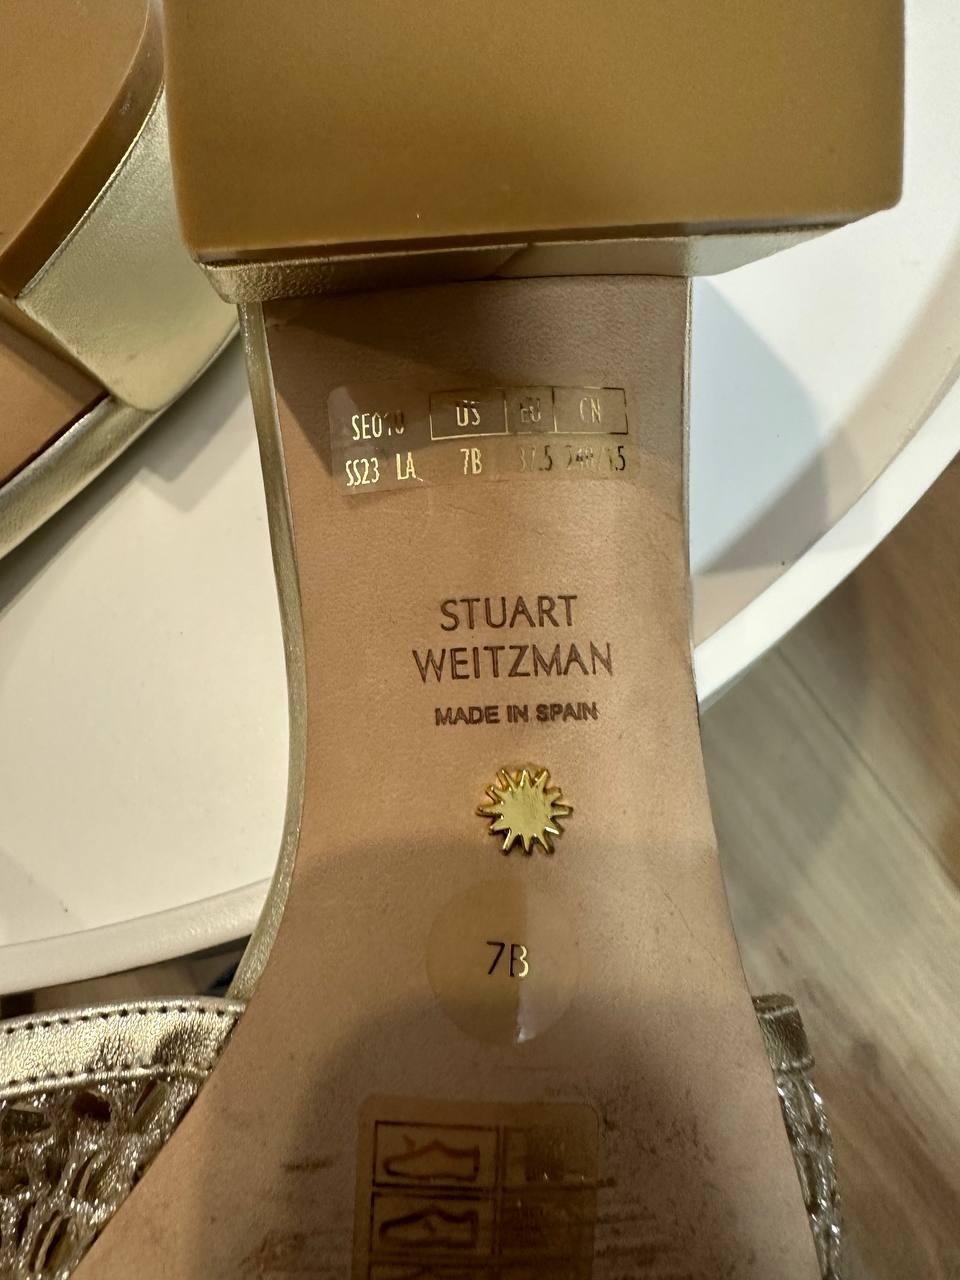 SE010 US EU CN
SS23 LA 7B 37.5
STUART
WEITZMAN
MADE IN SPAIN
7B